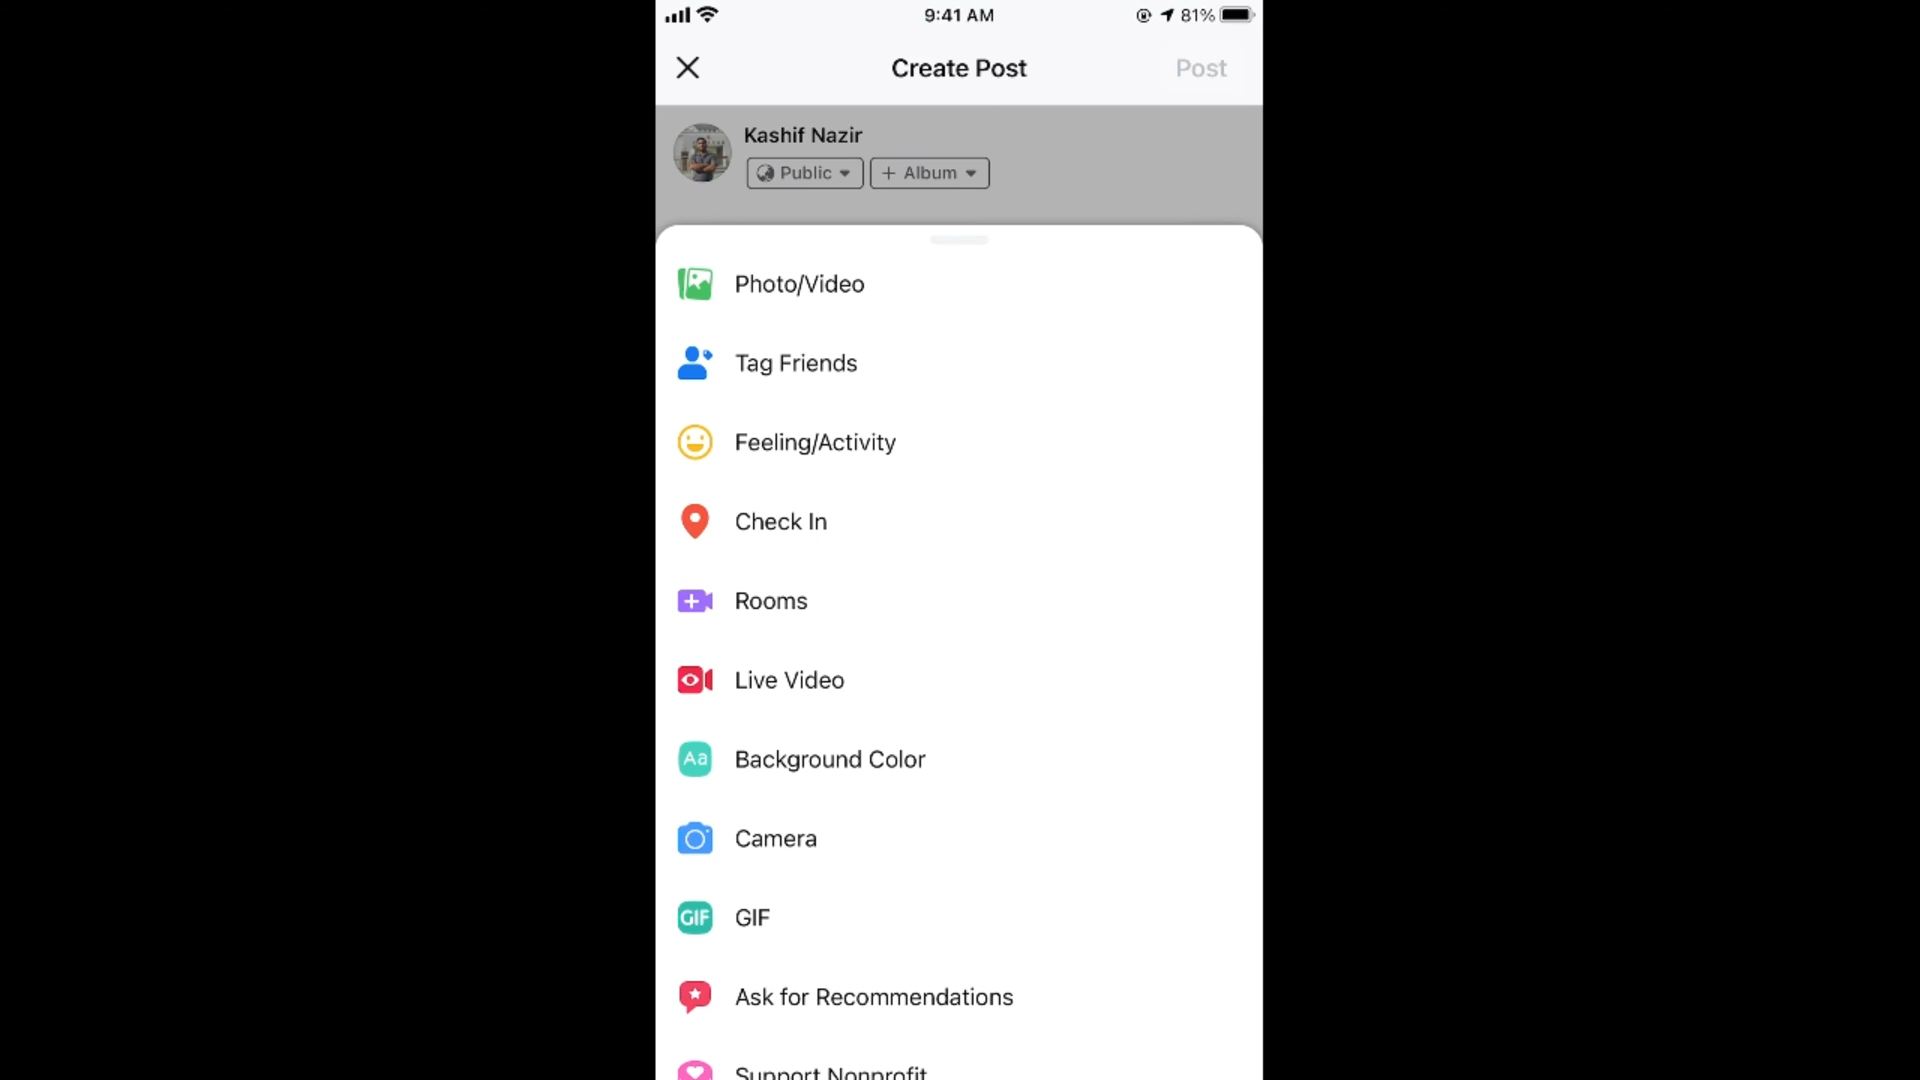 9:41 AM
81%
Create Post
Post
Kashif Nazir
Public
+ Album
Photo/Video
Tag Friends
Feeling/Activity
Check In
Rooms
Live Video
Aa
Background Color
Camera
GIF
GIF
Ask for Recommendations
Support Nonprofit